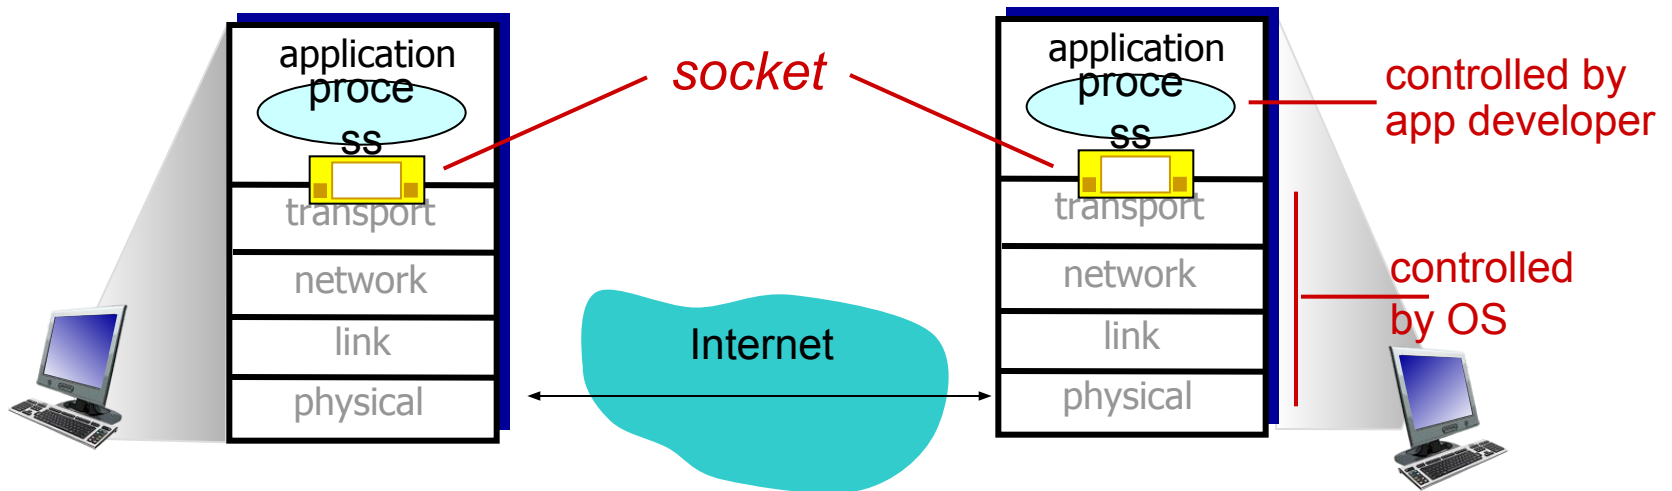 application
proce
ss
transport
network
link
physical
socket
Internet
application
proce
ss
transport
network
link
physical
controlled by
app developer
controlled
by OS